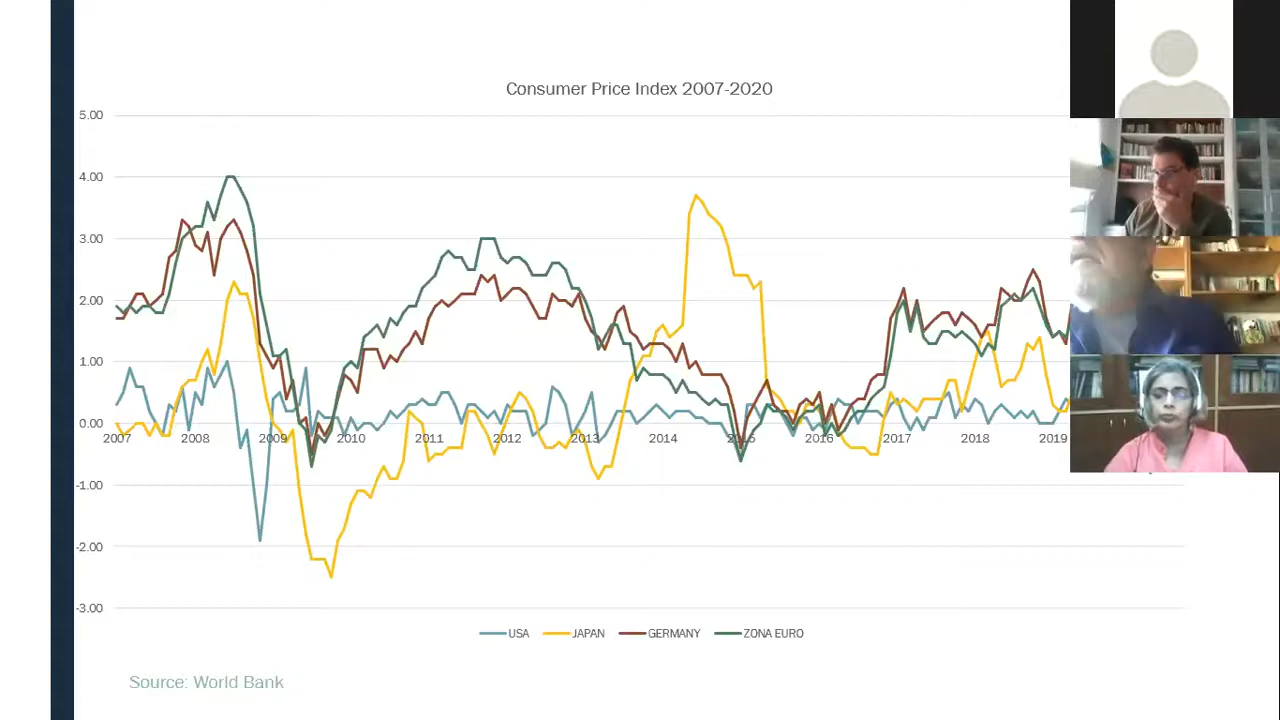 Consumer Price Index 2007-2020
5.00
4.00
3.00
2.00
1.00
0.00
2007 2008 2009 2010 2011 2012 2013 2014 2015 2016 2017 2018 2019
-1.00
-2.00
-3.00
USA JAPAN GERMANY ZONA EURO
Source: World Bank